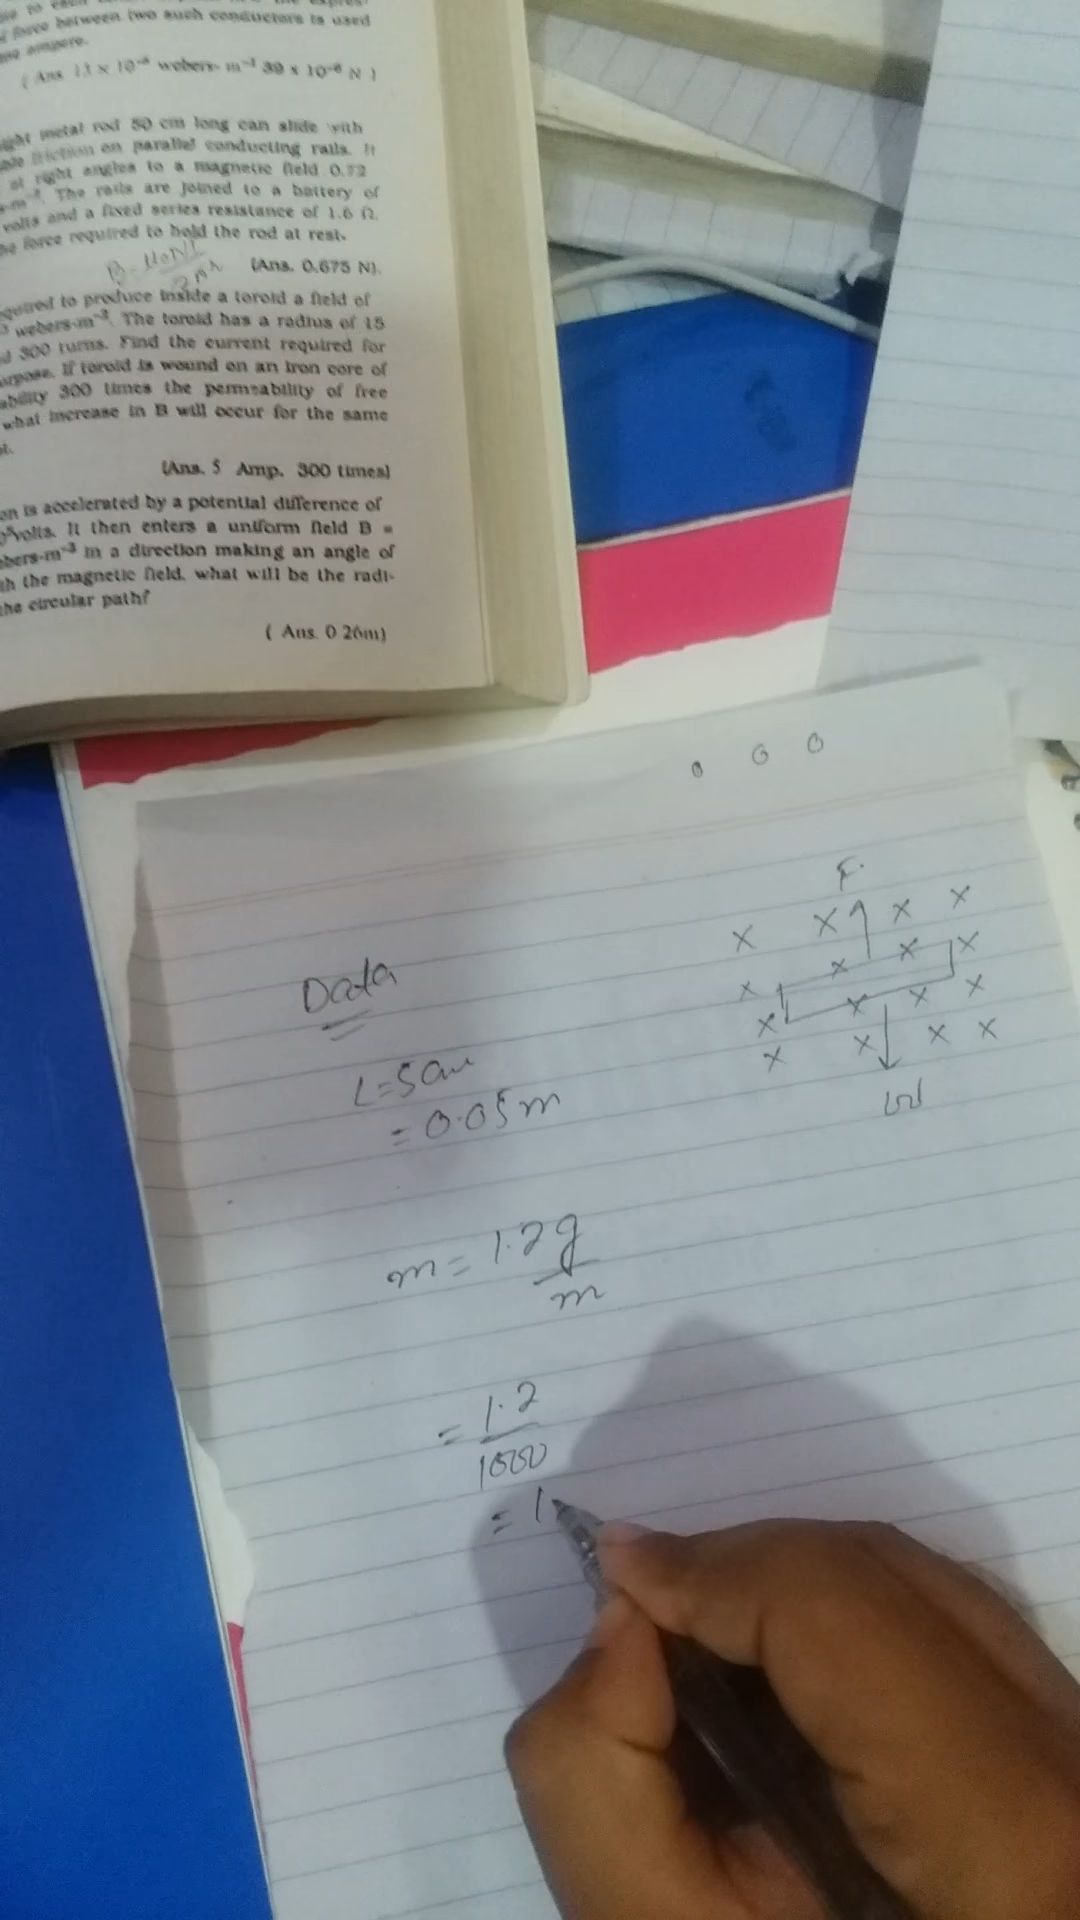 force between two such conductors is used
ampere.
( Ans 13 × 10⁻⁶ webers- m⁻¹ 39 x 10⁻⁶ N )
metal rod 50 cm long can slide with
friction on parallel conducting rails. It
at right angles to a magnetic field 0.72
The rails are joined to a battery of
volts and a fixed series resistance of 1.6 Ω.
force required to hold the rod at rest.
(Ans. 0.675 N).
to produce inside a toroid a field of
webers-m⁻². The toroid has a radius of 15
300 turns. Find the current required for
If toroid is wound on an iron core of
300 times the permeability of free
what increase in B will occur for the same
(Ans. 5 Amp. 300 times)
is accelerated by a potential difference of
volts. It then enters a uniform field B =
in a direction making an angle of
the magnetic field, what will be the radi-
the circular path?
( Ans. 0 26m)
F
Data
L=5cm
= 0.05m
W
m = 1.2g
m
= 1.2
1000
= 1.